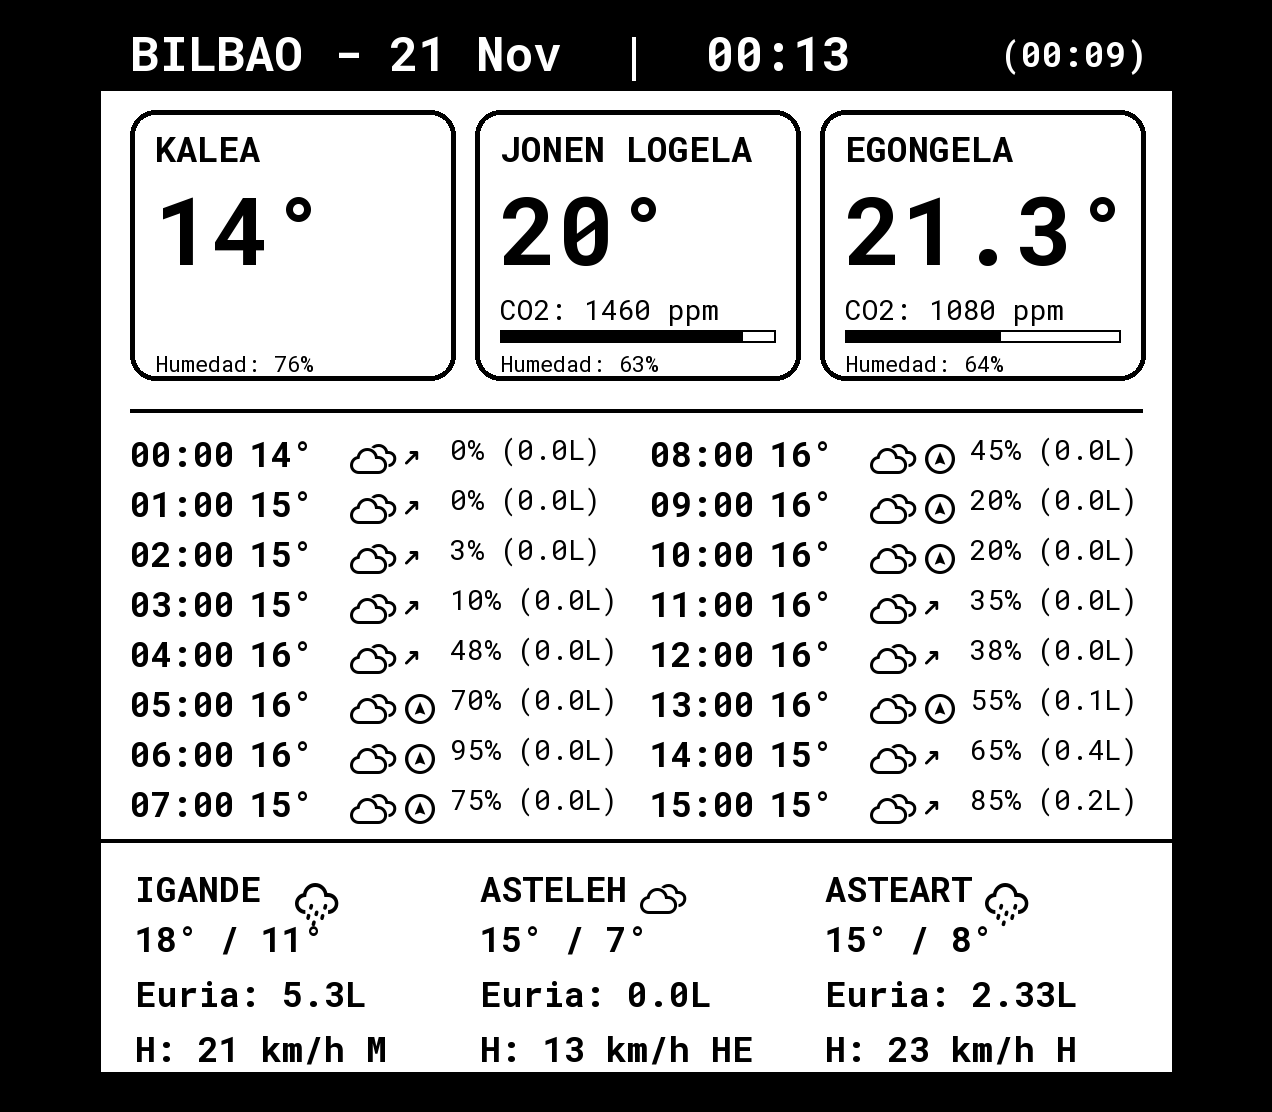 BILBAO - 21 Nov | 00:13 (00:09)
KALEA
14°
Humedad: 76%
JONEN LOGELA
20°
CO2: 1460 ppm
Humedad: 63%
EGONGELA
21.3°
CO2: 1080 ppm
Humedad: 64%
00:00 14° 0% (0.0L)
01:00 15° 0% (0.0L)
02:00 15° 3% (0.0L)
03:00 15° 10% (0.0L)
04:00 16° 48% (0.0L)
05:00 16° 70% (0.0L)
06:00 16° 95% (0.0L)
07:00 15° 75% (0.0L)
08:00 16° 45% (0.0L)
09:00 16° 20% (0.0L)
10:00 16° 20% (0.0L)
11:00 16° 35% (0.0L)
12:00 16° 38% (0.0L)
13:00 16° 55% (0.1L)
14:00 15° 65% (0.4L)
15:00 15° 85% (0.2L)
IGANDE
18° / 11°
Euria: 5.3L
H: 21 km/h M
ASTELEH
15° / 7°
Euria: 0.0L
H: 13 km/h HE
ASTEART
15° / 8°
Euria: 2.33L
H: 23 km/h H